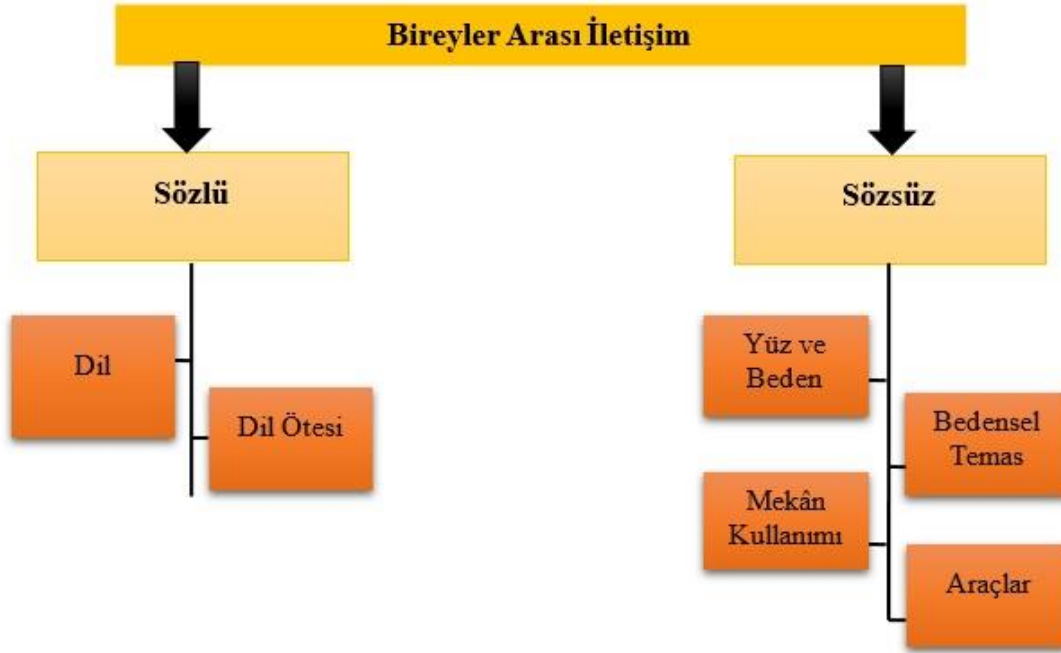 Bireyler Arası İletişim
Sözlü
Sözsüz
Dil
Dil Ötesi
Yüz ve
Beden
Bedensel
Temas
Mekân
Kullanımı
Araçlar